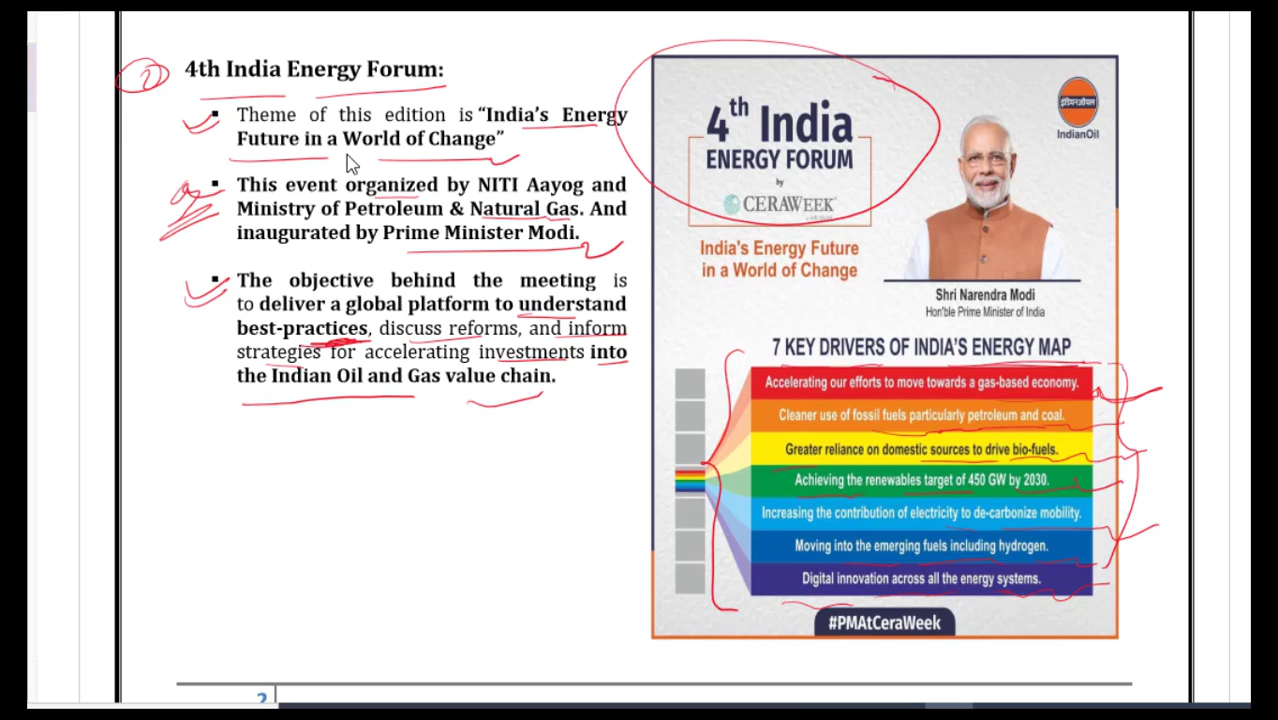 4th India Energy Forum:
▪ Theme of this edition is “India’s Energy
Future in a World of Change”
▪ This event organized by NITI Aayog and
Ministry of Petroleum & Natural Gas. And
inaugurated by Prime Minister Modi.
▪ The objective behind the meeting is
to deliver a global platform to understand
best-practices, discuss reforms, and inform
strategies for accelerating investments into
the Indian Oil and Gas value chain.
4th India
ENERGY FORUM
by
CERAWEEK
India's Energy Future
in a World of Change
इंडियनऑयल
IndianOil
Shri Narendra Modi
Hon'ble Prime Minister of India
7 KEY DRIVERS OF INDIA’S ENERGY MAP
Accelerating our efforts to move towards a gas-based economy.
Cleaner use of fossil fuels particularly petroleum and coal.
Greater reliance on domestic sources to drive bio-fuels.
Achieving the renewables target of 450 GW by 2030.
Increasing the contribution of electricity to de-carbonize mobility.
Moving into the emerging fuels including hydrogen.
Digital innovation across all the energy systems.
#PMAtCeraWeek
2